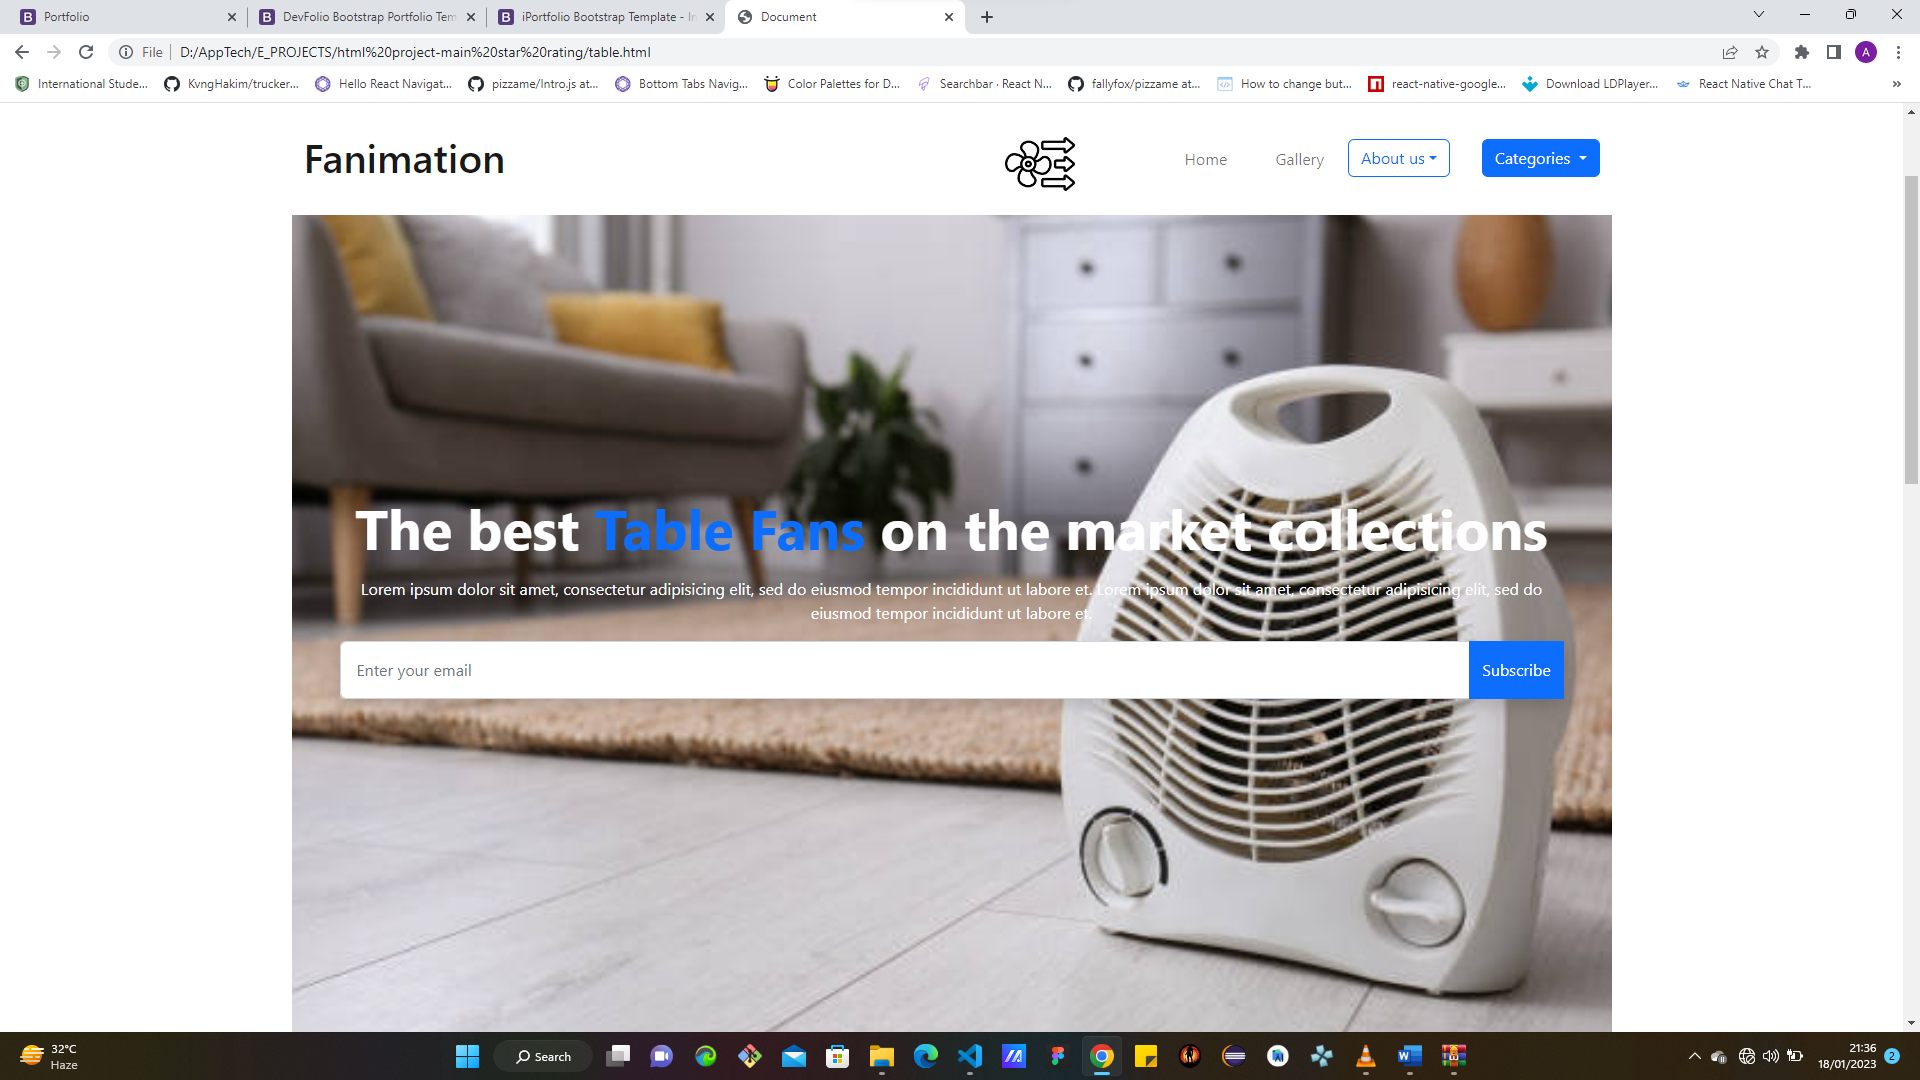 Portfolio
DevFolio Bootstrap Portfolio Tem
iPortfolio Bootstrap Template - In
Document
File
D:/AppTech/E_PROJECTS/html%20project-main%20star%20rating/table.html
A
International Stude...
KvngHakim/trucker...
Hello React Navigat...
pizzame/Intro.js at...
Bottom Tabs Navig...
Color Palettes for D...
Searchbar · React N...
fallyfox/pizzame at...
How to change but...
react-native-google...
Download LDPlayer...
React Native Chat T...
»
Fanimation
Home
Gallery
About us
Categories
The best Table Fans on the market collections
Lorem ipsum dolor sit amet, consectetur adipisicing elit, sed do eiusmod tempor incididunt ut labore et. Lorem ipsum dolor sit amet, consectetur adipisicing elit, sed do
eiusmod tempor incididunt ut labore et.
Enter your email
Subscribe
32°C
Haze
Search
21:36
18/01/2023
2